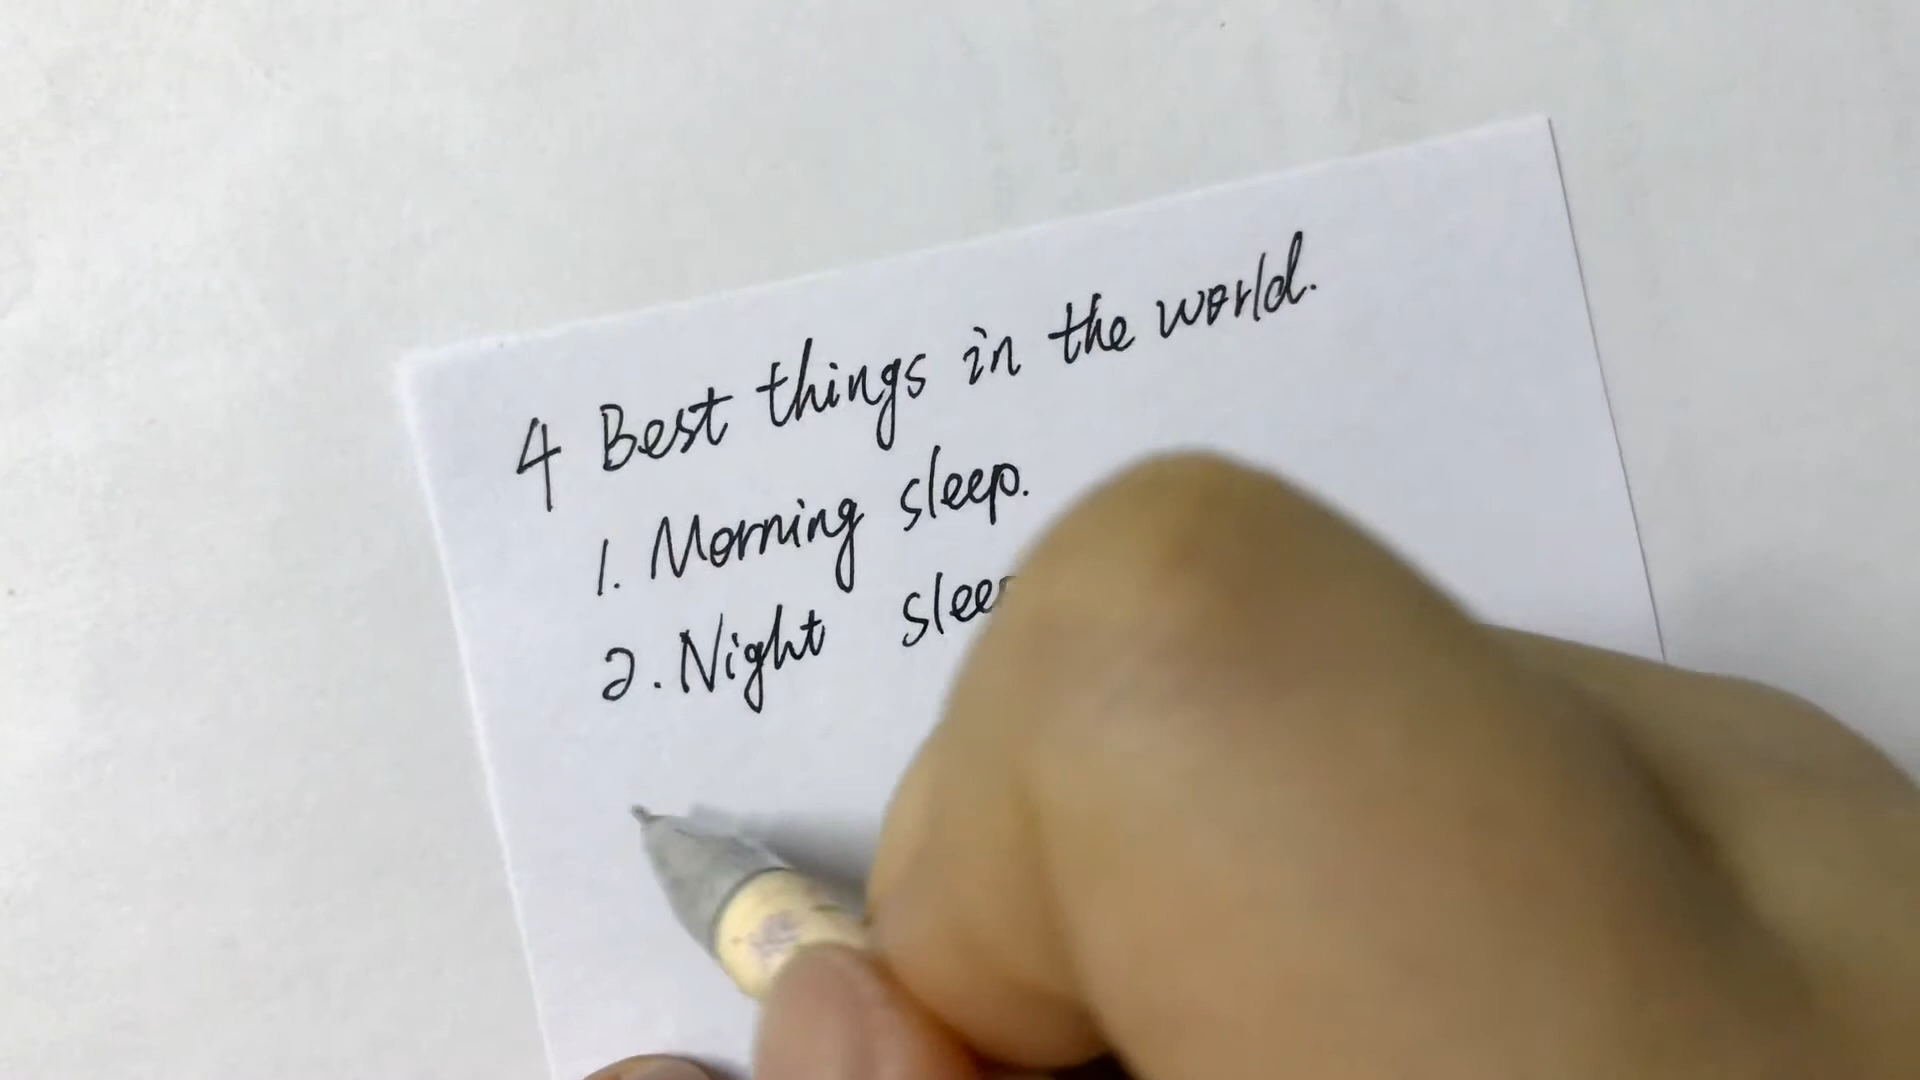 4 Best things in the world.
1. Morning sleep.
2. Night